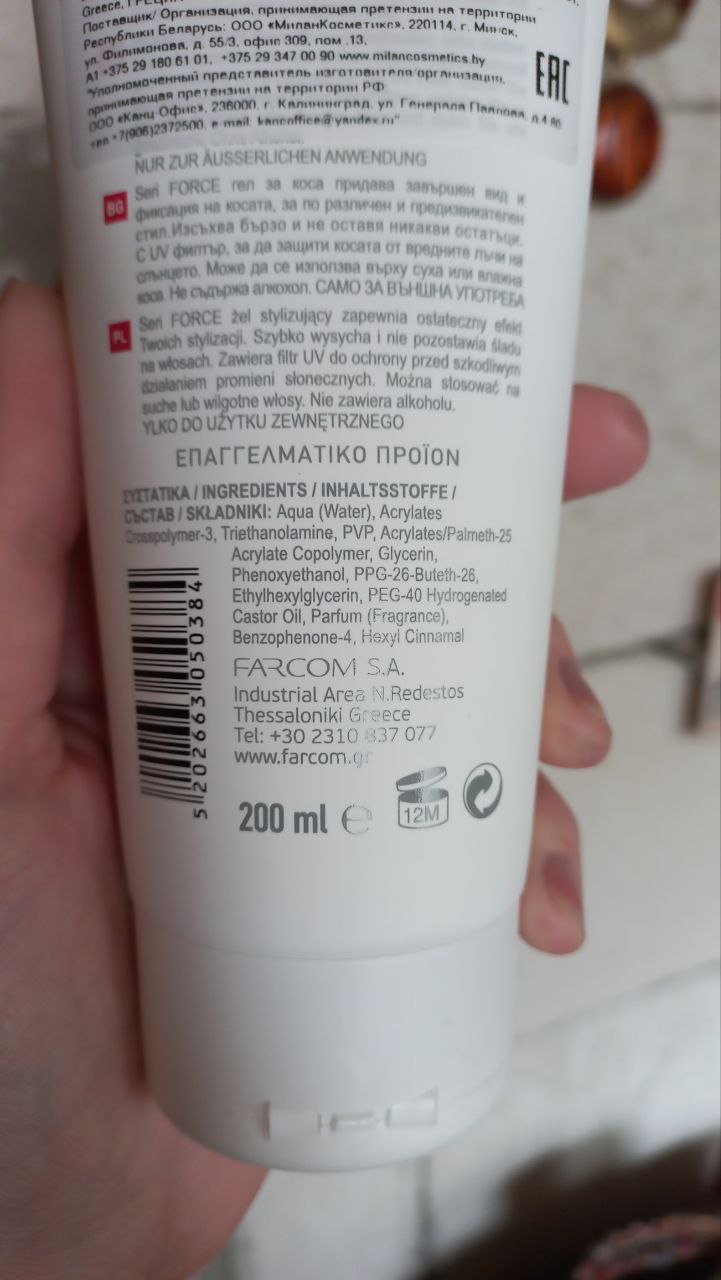 Greece, ГРЕЦИЯ
Поставщик/ Организация, принимающая претензии на территории
Республики Беларусь: ООО «МиланКосметикс», 220114, г. Минск,
ул. Филимонова, д. 55/3, офис 309, пом .13.
А1 +375 29 180 61 01, +375 29 347 00 90 www.milancosmetics.by
"Уполномоченный представитель изготовителя/организация,
принимающая претензии на территории РФ:
ООО «Канц-Офис», 236000, г. Калининград, ул. Генерала Павлова, д.4
тел +7(906)2372500, e-mail: kancoffice@yandex.ru"
EAC
NUR ZUR ÄUSSERLICHEN ANWENDUNG
BG
Seri FORCE гел за коса придава завършен вид и
фиксация на косата, за по различен и предизвикателен
стил.Изсъхва бързо и не оставя никакви остатъци.
С UV филтър, за да защити косата от вредните лъчи на
слънцето. Може да се използва върху суха или влажна
коса. Не съдържа алкохол. САМО ЗА ВЪНШНА УПОТРЕБА
PL
Seri FORCE żel stylizujący zapewnia ostateczny efekt
Twoich stylizacji. Szybko wysycha i nie pozostawia śladu
na włosach. Zawiera filtr UV do ochrony przed szkodliwym
działaniem promieni słonecznych. Można stosować na
suche lub wilgotne włosy. Nie zawiera alkoholu.
YLKO DO UŻYTKU ZEWNĘTRZNEGO
ΕΠΑΓΓΕΛΜΑΤΙΚΟ ΠΡΟΪΟΝ
ΣΥΣΤΑΤΙΚΑ / INGREDIENTS / INHALTSSTOFFE /
СЪСТАВ / SKŁADNIKI: Aqua (Water), Acrylates
Crosspolymer-3, Triethanolamine, PVP, Acrylates/Palmeth-25
Acrylate Copolymer, Glycerin,
Phenoxyethanol, PPG-26-Buteth-26,
Ethylhexylglycerin, PEG-40 Hydrogenated
Castor Oil, Parfum (Fragrance),
Benzophenone-4, Hexyl Cinnamal
5 202663 050384
FARCOM S.A.
Industrial Area N.Redestos
Thessaloniki Greece
Tel: +30 2310 837 077
www.farcom.gr
200 ml e
12M